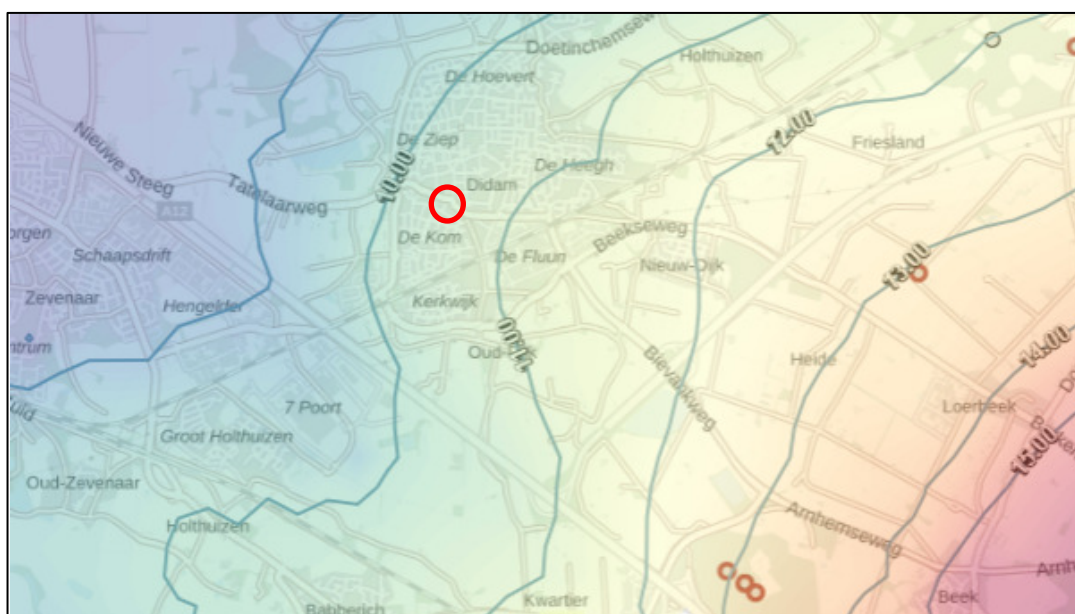 Doetinchemsew
Holthuizen
De Hoevert
12.00
Nieuwe Steeg
De Ziep
Friesland
De Heegh
10.00
Tatelaarweg
Didam
A12
De Kom
Beekseweg
Schaapsdrift
De Fluun
Nieuw-Dijk
13.00
Zevenaar
Hengelder
Kerkwijk
11.00
14.00
Heide
Bievankweg
7 Poort
Loerbeek
Groot Holthuizen
15.00
Oud-Zevenaar
Holthuizen
Arnhemseweg
Beek
Kwartier
Babberich